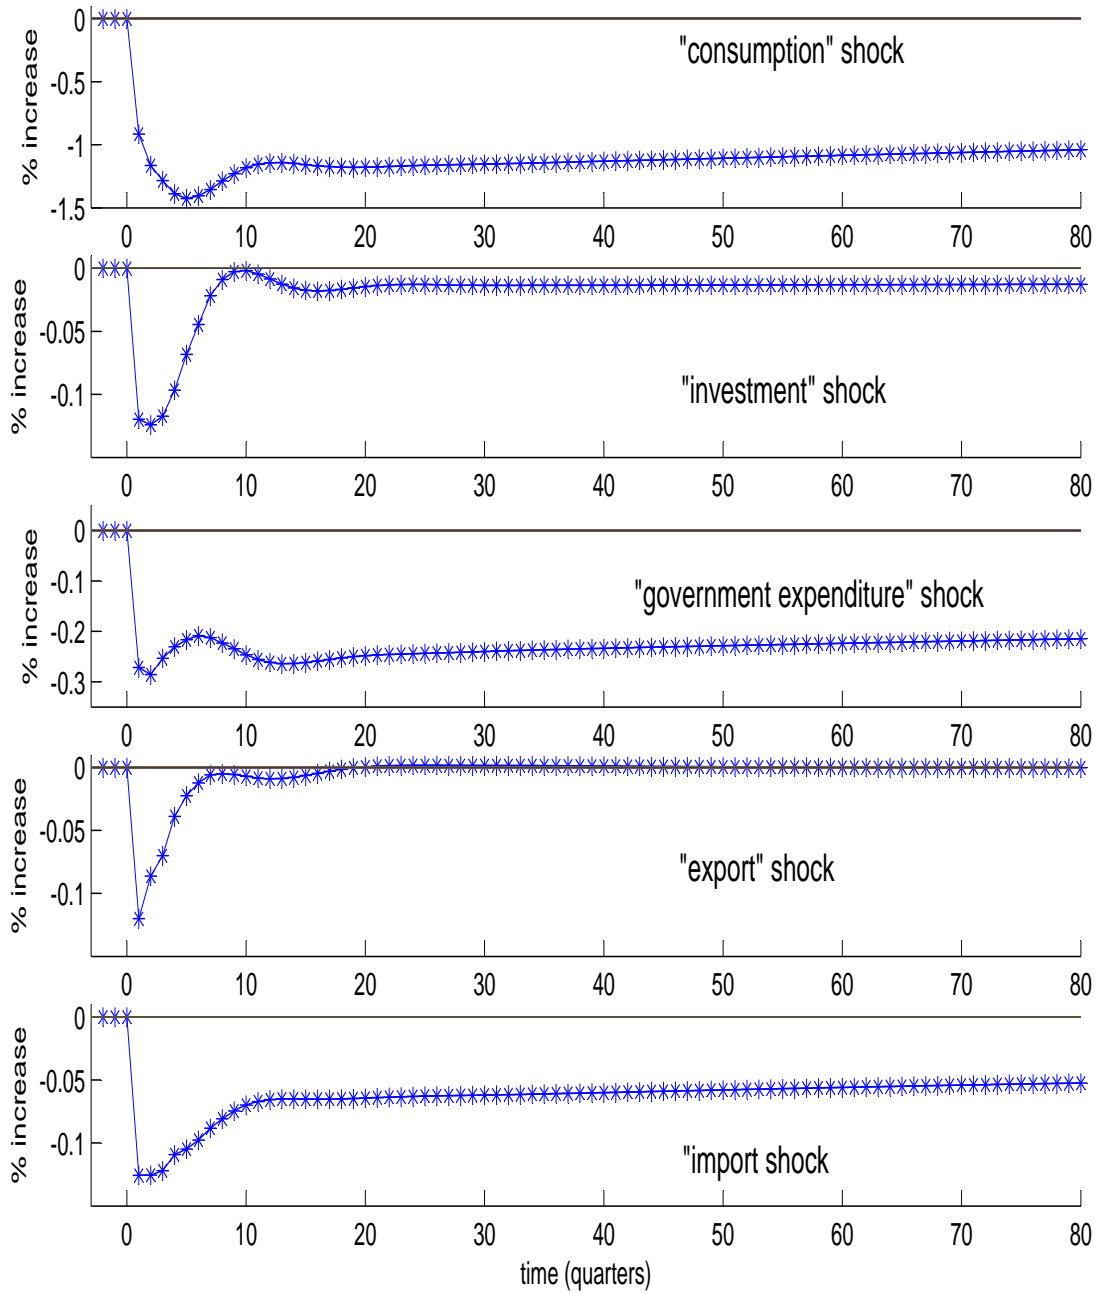 % increase
0
-0.5
-1
-1.5
"consumption" shock
0 10 20 30 40 50 60 70 80
% increase
0
-0.05
-0.1
"investment" shock
0 10 20 30 40 50 60 70 80
% increase
0
-0.1
-0.2
-0.3
"government expenditure" shock
0 10 20 30 40 50 60 70 80
% increase
0
-0.05
-0.1
"export" shock
0 10 20 30 40 50 60 70 80
% increase
0
-0.05
-0.1
"import shock
0 10 20 30 40 50 60 70 80
time (quarters)